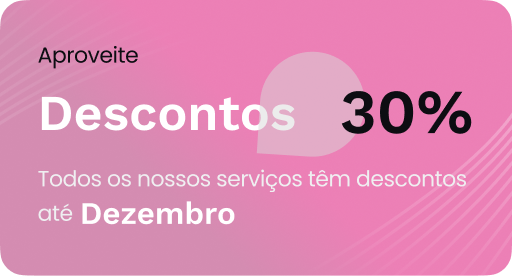 Aproveite
Descontos 30%
Todos os nossos serviços têm descontos
até Dezembro